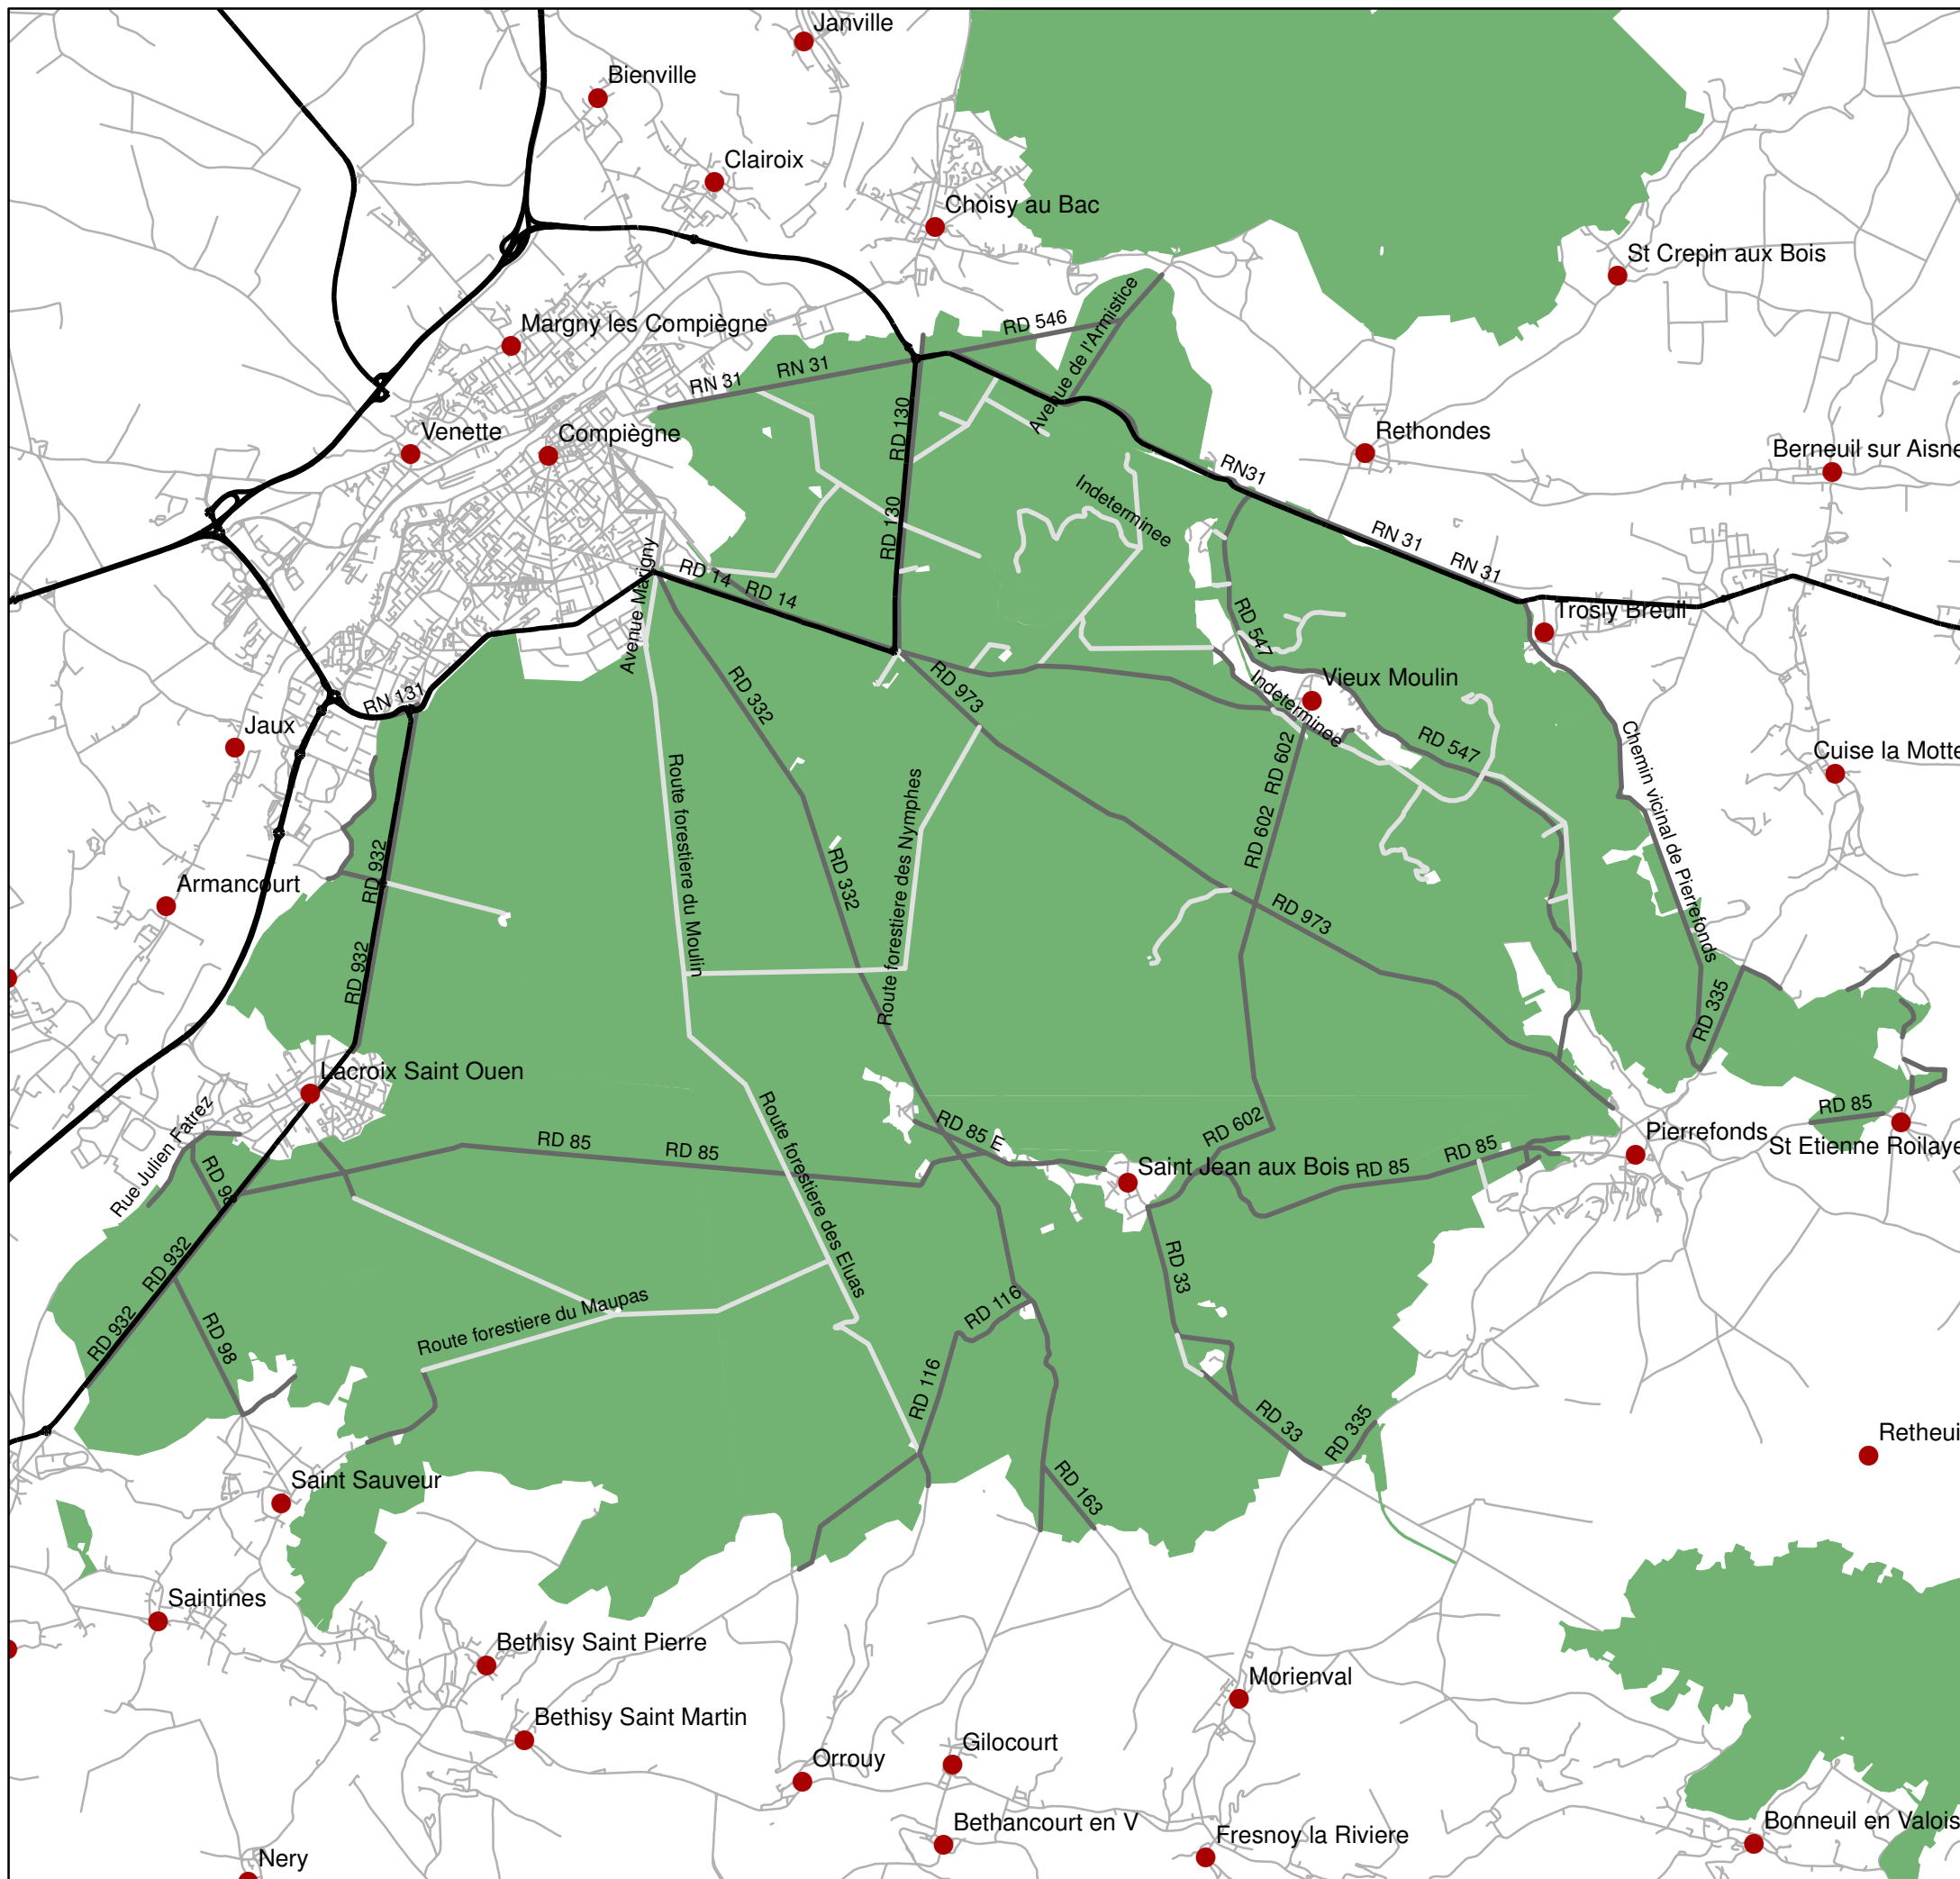 Janville
Bienville
Clairoix
Choisy au Bac
St Crepin aux Bois
Margny les Compiègne
RD 546
Avenue de l'Armistice
RN 31
RN 31
Venette
Compiègne
RD 130
Rethondes
Berneuil sur Aisne
RN31
Indeterminee
RD 130
RN 31
RN 31
Avenue Marigny
RD 14
RD 14
Trosly Breuil
RD 547
RN 131
Jaux
RD 332
RD 973
Indeterminee
Vieux Moulin
RD 547
Cuise la Motte
Chemin vicinal de Pierrefonds
RD 602
RD 602
Route forestiere du Moulin
Route forestiere des Nymphes
RD 332
RD 932
Armancourt
RD 973
RD 932
RD 335
Lacroix Saint Ouen
Rue Julien Fatrez
RD 98
RD 85
RD 85
Route forestiere des Eluas
RD 85 E
RD 602
Saint Jean aux Bois
RD 85
RD 85
Pierrefonds
RD 85
St Etienne Roilaye
RD 932
RD 932
RD 98
Route forestiere du Maupas
RD 116
RD 116
RD 33
RD 33
RD 335
RD 163
Retheui
Saint Sauveur
Saintines
Bethisy Saint Pierre
Bethisy Saint Martin
Morienval
Orrouy
Gilocourt
Bethancourt en V
Fresnoy la Riviere
Bonneuil en Valois
Nery